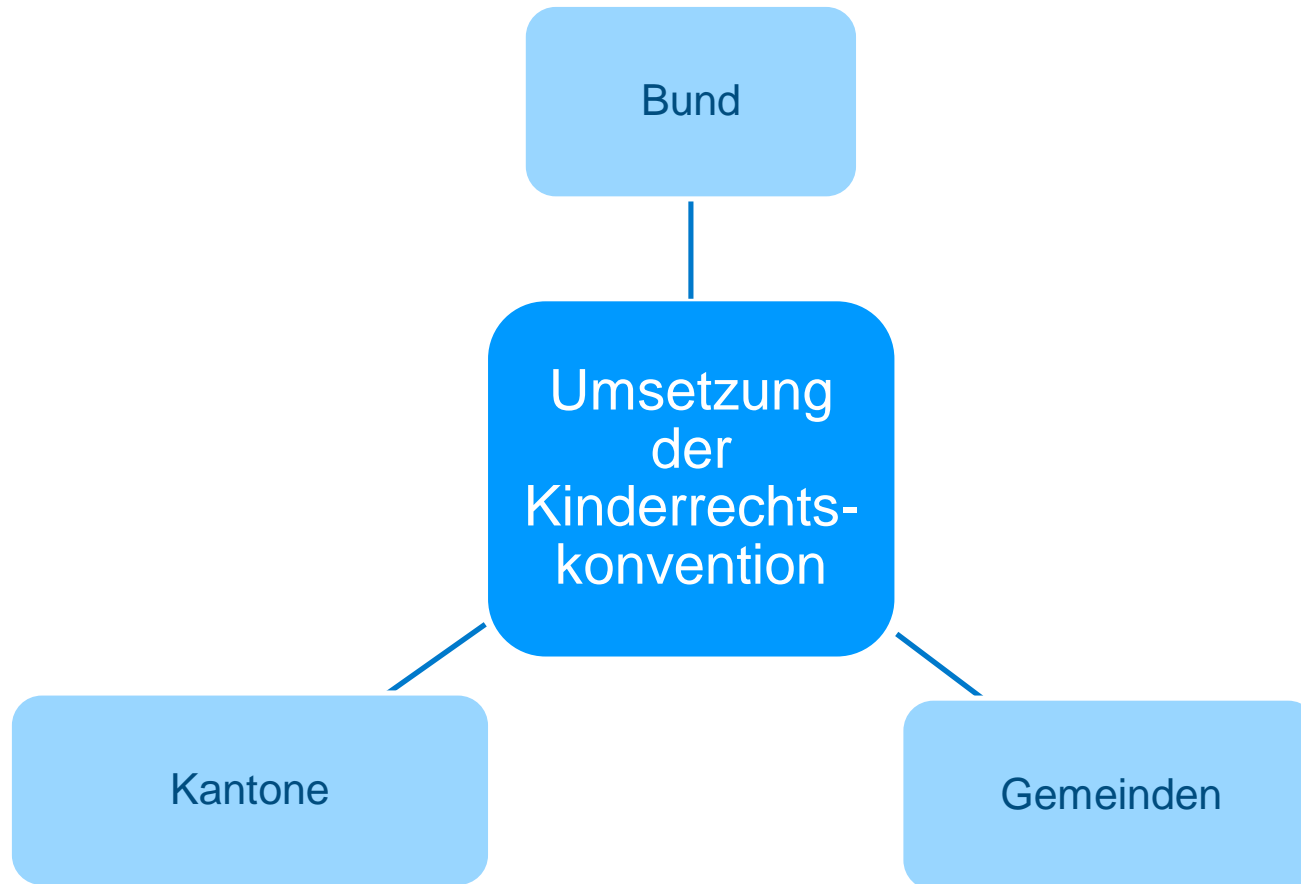 Bund
Umsetzung
der
Kinderrechts-
konvention
Kantone
Gemeinden